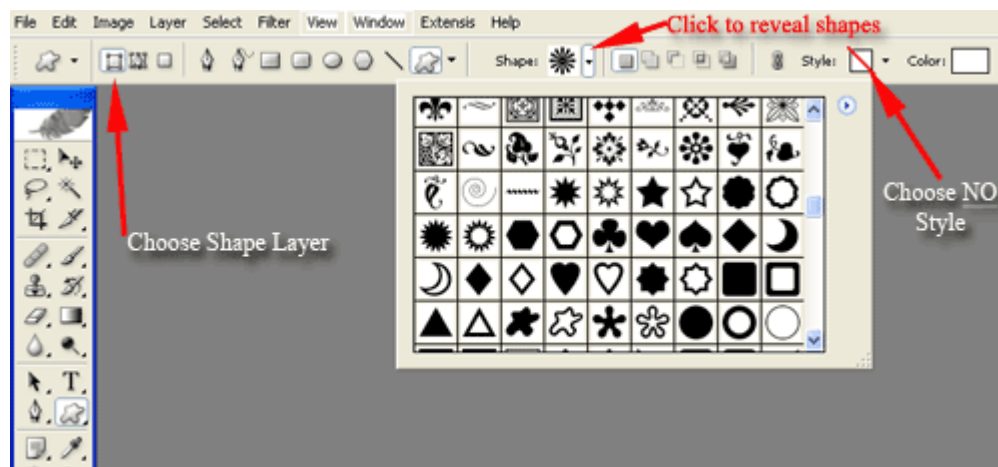 File Edit Image Layer Select Filter View Window Extensis Help
Click to reveal shapes
Shape: Style: Color:
Choose NO
Style
Choose Shape Layer
T